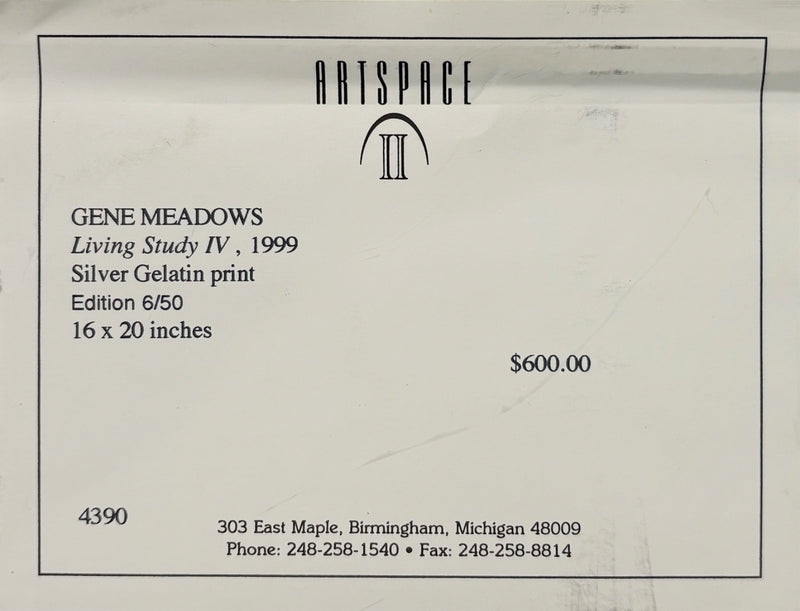 ARTSPACE
II
GENE MEADOWS
Living Study IV , 1999
Silver Gelatin print
Edition 6/50
16 x 20 inches
$600.00
4390
303 East Maple, Birmingham, Michigan 48009
Phone: 248-258-1540 • Fax: 248-258-8814